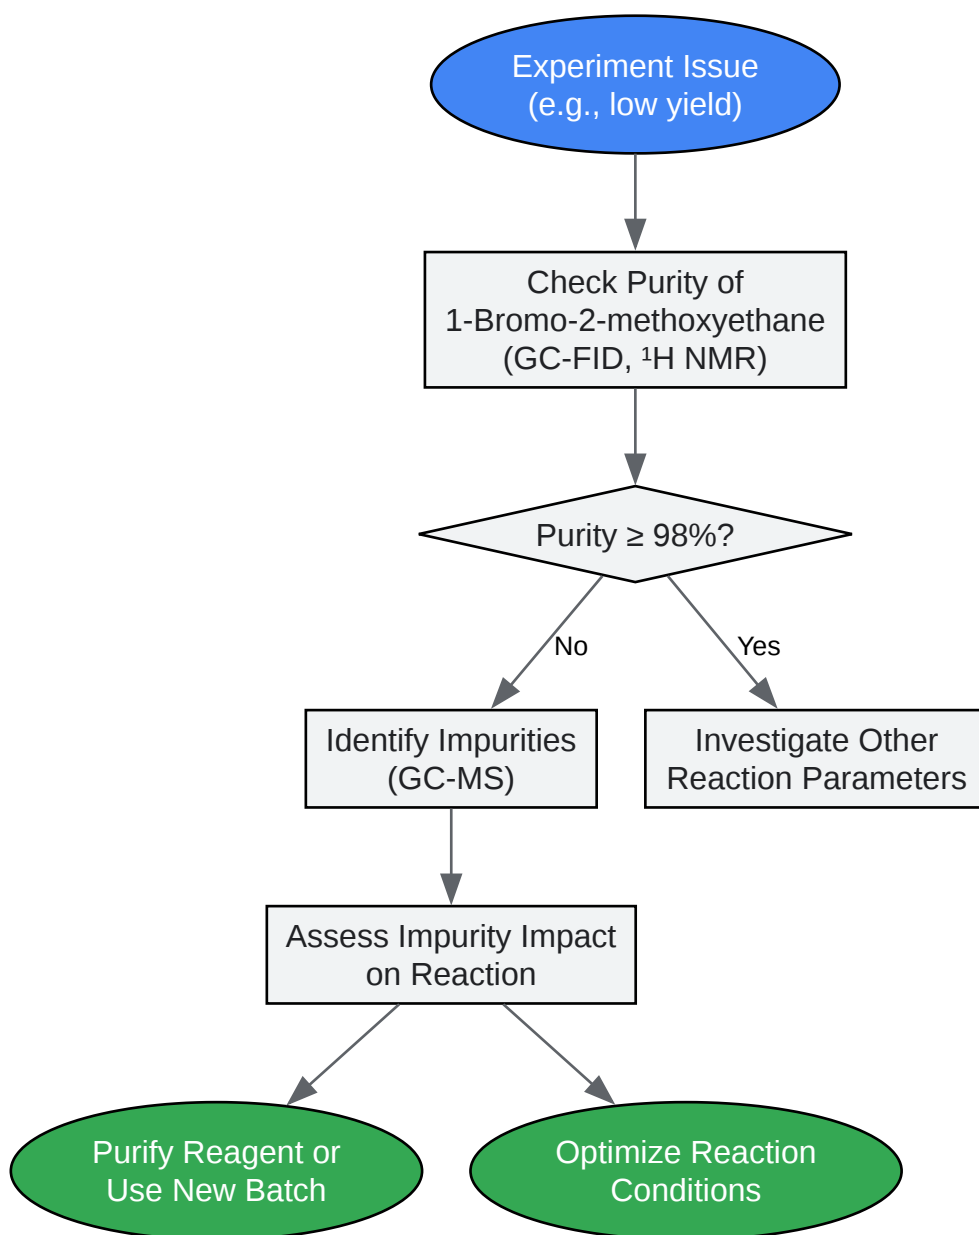 Experiment Issue
(e.g., low yield)
Check Purity of
1-Bromo-2-methoxyethane
(GC-FID, ¹H NMR)
Purity ≥ 98%?
No
Yes
Identify Impurities
(GC-MS)
Investigate Other
Reaction Parameters
Assess Impurity Impact
on Reaction
Purify Reagent or
Use New Batch
Optimize Reaction
Conditions